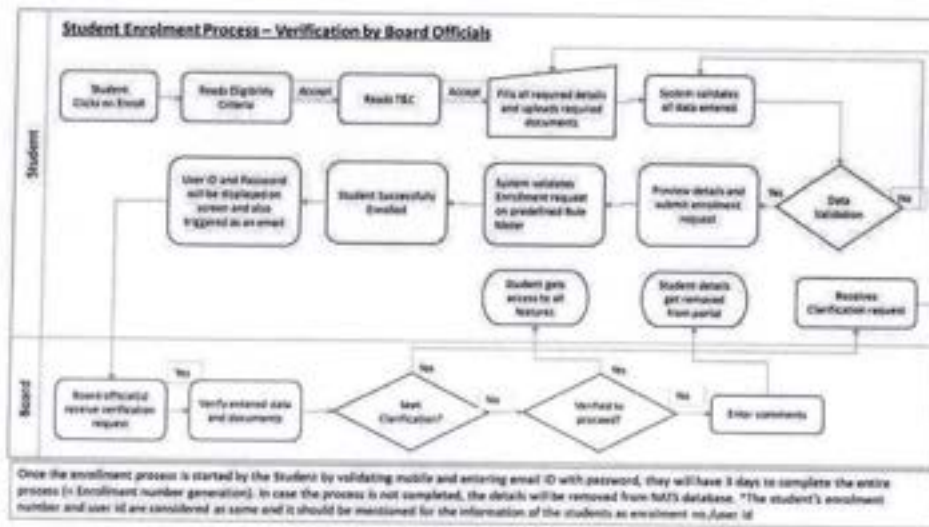 Student Enrolment Process – Verification by Board Officials
Student
Student
Clicks on Enroll
Reads Eligibility
Criteria
Accept
Reads T&C
Accept
Fills all required details
and uploads required
documents
System validates
all data entered
User ID and Password
will be displayed on
screen and also
triggered as an email
Student Successfully
Enrolled
System validates
Enrollment request
on predefined Rule
Meter
Preview details and
submit enrollment
request
Yes
Data
Validation
No
Student gets
access to all
features
Student details
get removed
from portal
Receives
Clarification request
Board
Board official(s)
receive verification
request
Yes
Verify entered data
and documents
Seek
Clarification?
Yes
No
Verified to
proceed?
Yes
No
Enter comments
Once the enrollment process is started by the Student by validating mobile and entering email ID with password, they will have 3 days to complete the entire
process (= Enrollment number generation). In case the process is not completed, the details will be removed from NATS database. *The student's enrolment
number and user id are considered as same and it should be mentioned for the information of the students as enrolment no./user id